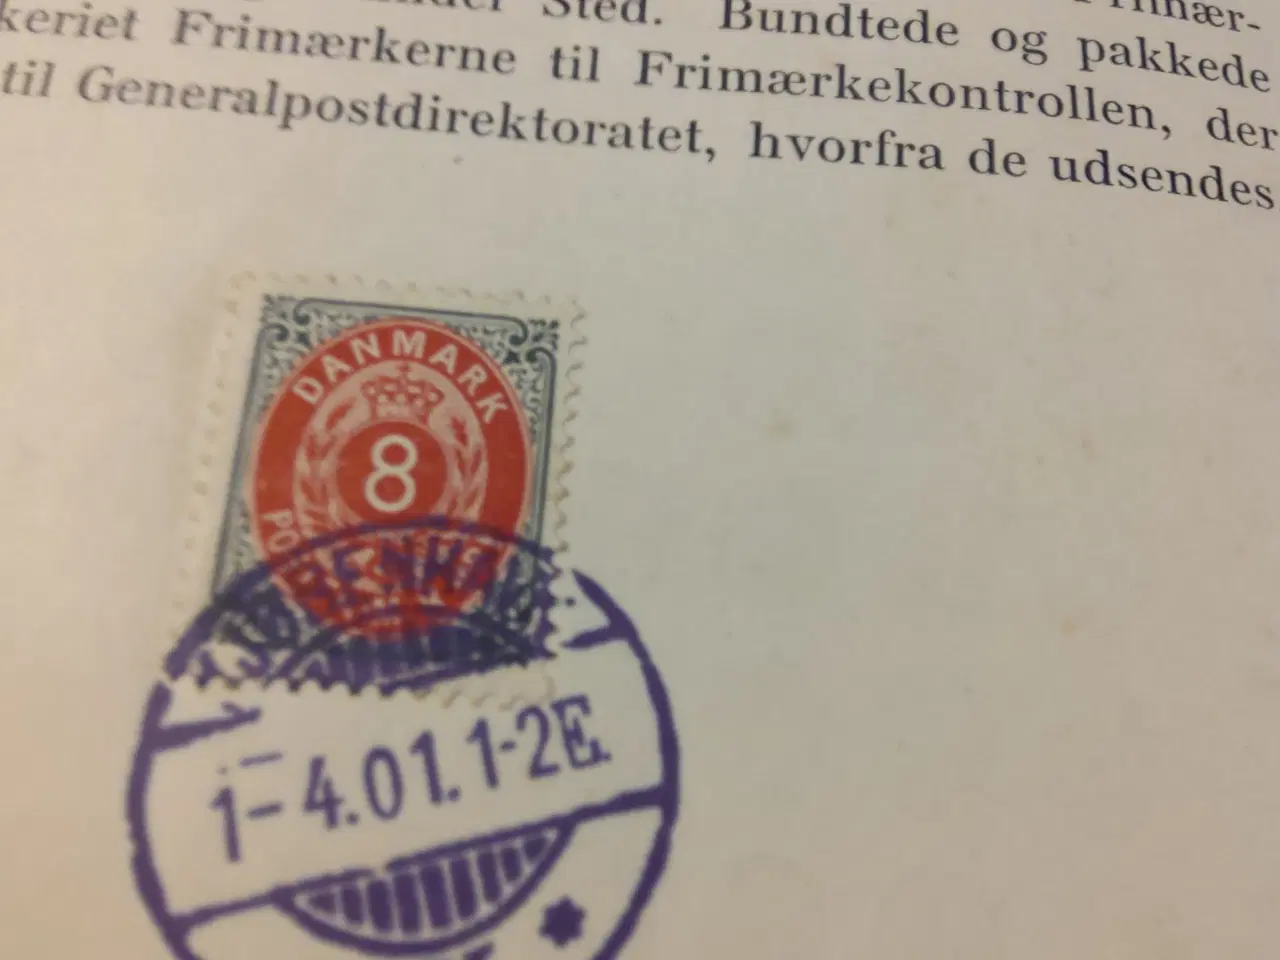 Sted. Bundtede og pakkede
keriet Frimærkerne til Frimærkekontrollen, der
til Generalpostdirektoratet, hvorfra de udsendes
DANMARK
8
1-4.01.1-2E.